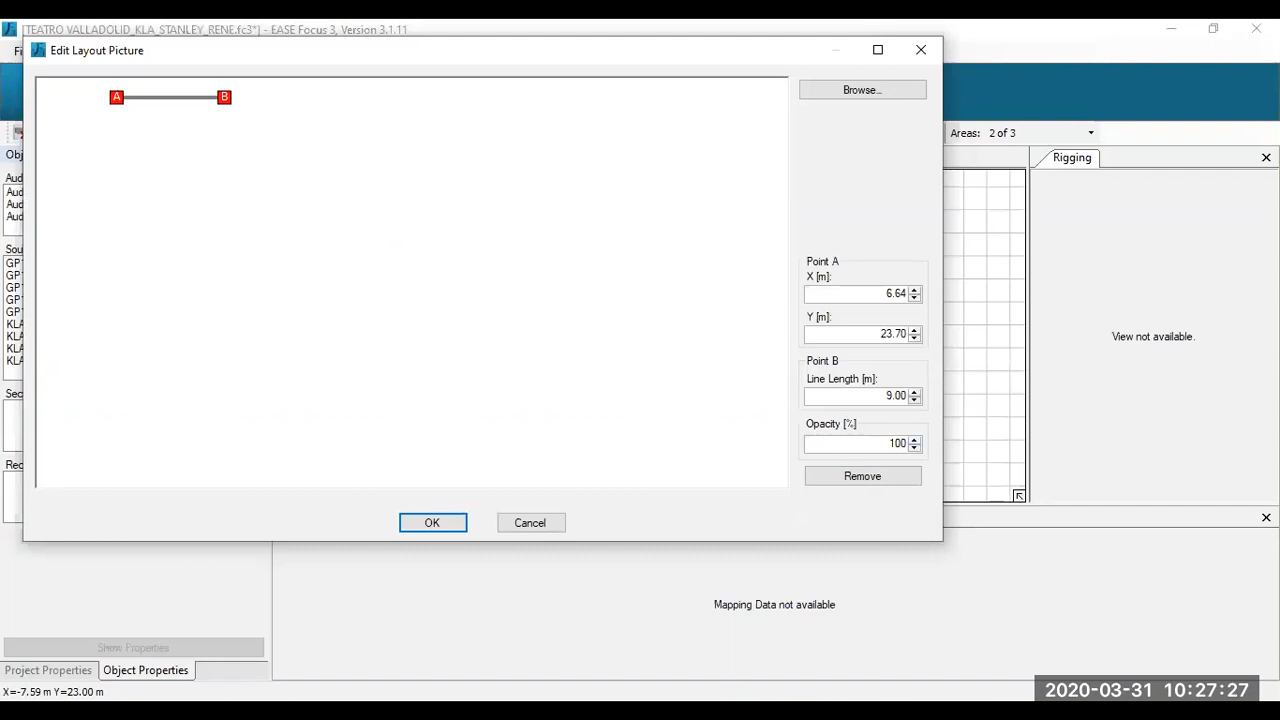 [TEATRO VALLADOLID_KLA_STANLEY_RENE.fc3*] - EASE Focus 3, Version 3.1.11
Edit Layout Picture
A
B
Browse...
Areas: 2 of 3
Rigging
Point A
X [m]:
6.64
Y [m]:
23.70
Point B
Line Length [m]:
9.00
Opacity [%]
100
Remove
OK
Cancel
View not available.
Mapping Data not available
Show Properties
Project Properties
Object Properties
X=-7.59 m Y=23.00 m
2020-03-31 10:27:27